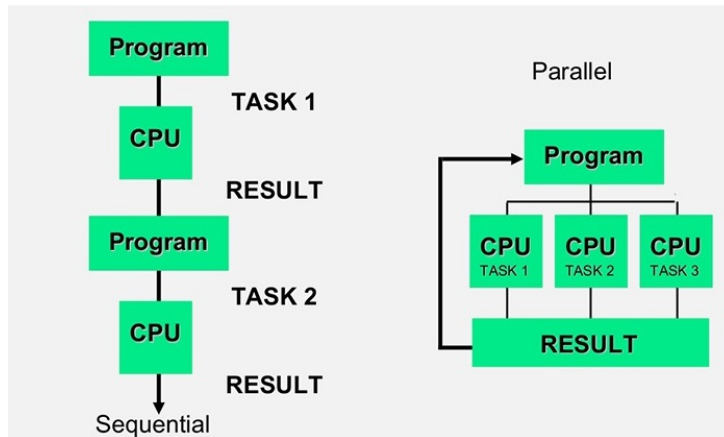 Program
TASK 1
CPU
RESULT
Program
TASK 2
CPU
RESULT
Sequential
Parallel
Program
CPU CPU CPU
TASK 1 TASK 2 TASK 3
RESULT